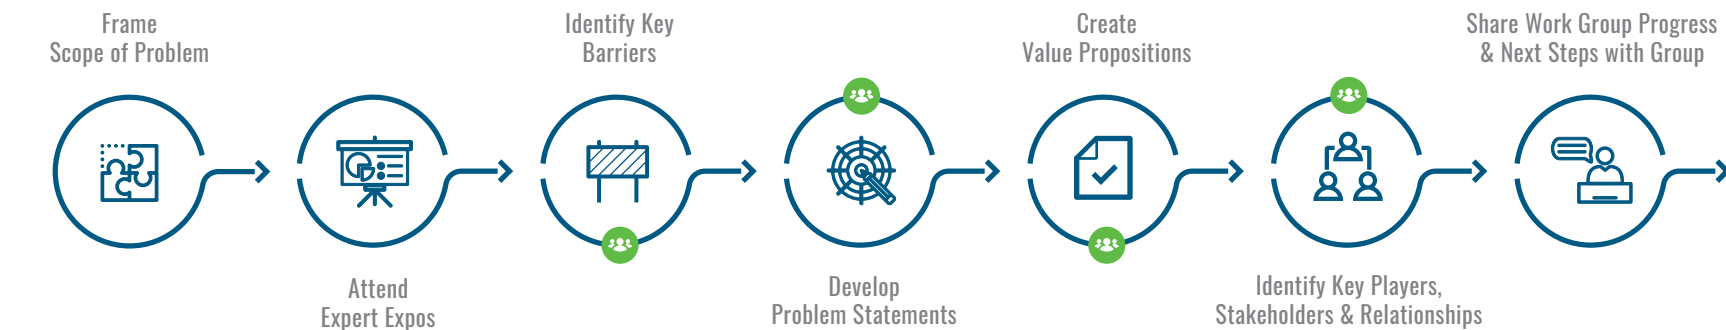 Frame
Scope of Problem
Attend
Expert Expos
Identify Key
Barriers
Develop
Problem Statements
Create
Value Propositions
Identify Key Players,
Stakeholders & Relationships
Share Work Group Progress
& Next Steps with Group